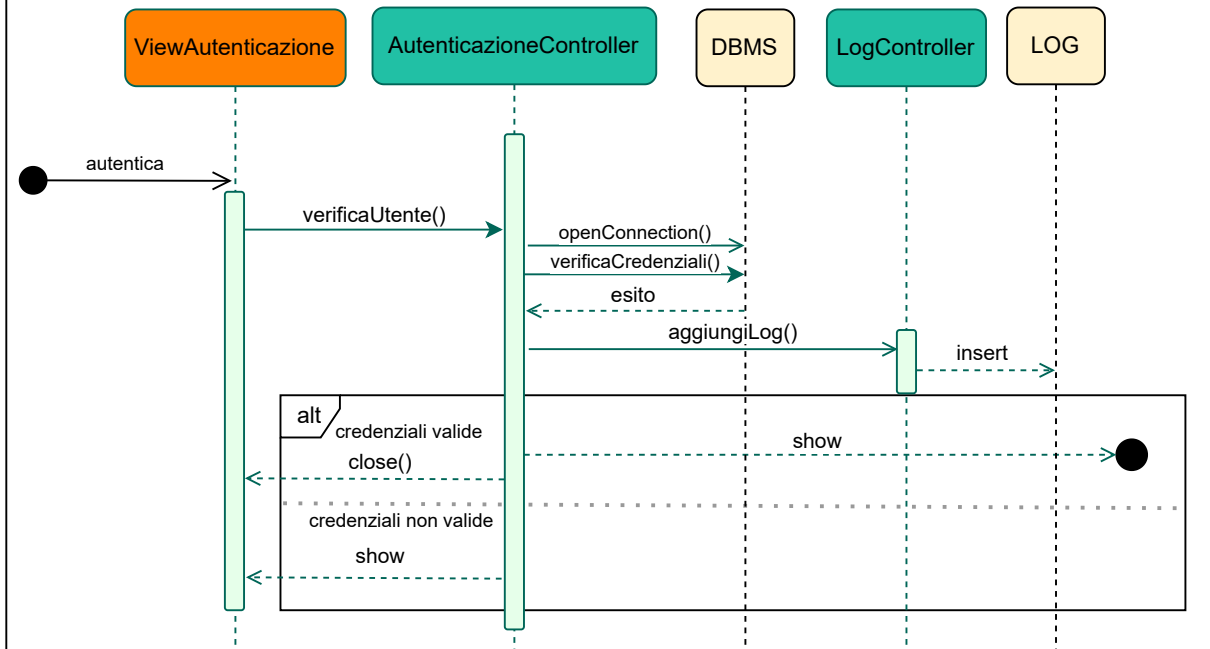 ViewAutenticazione
AutenticazioneController
DBMS
LogController
LOG
autentica
verificaUtente()
openConnection()
verificaCredenziali()
esito
aggiungiLog()
insert
alt
credenziali valide
show
close()
credenziali non valide
show